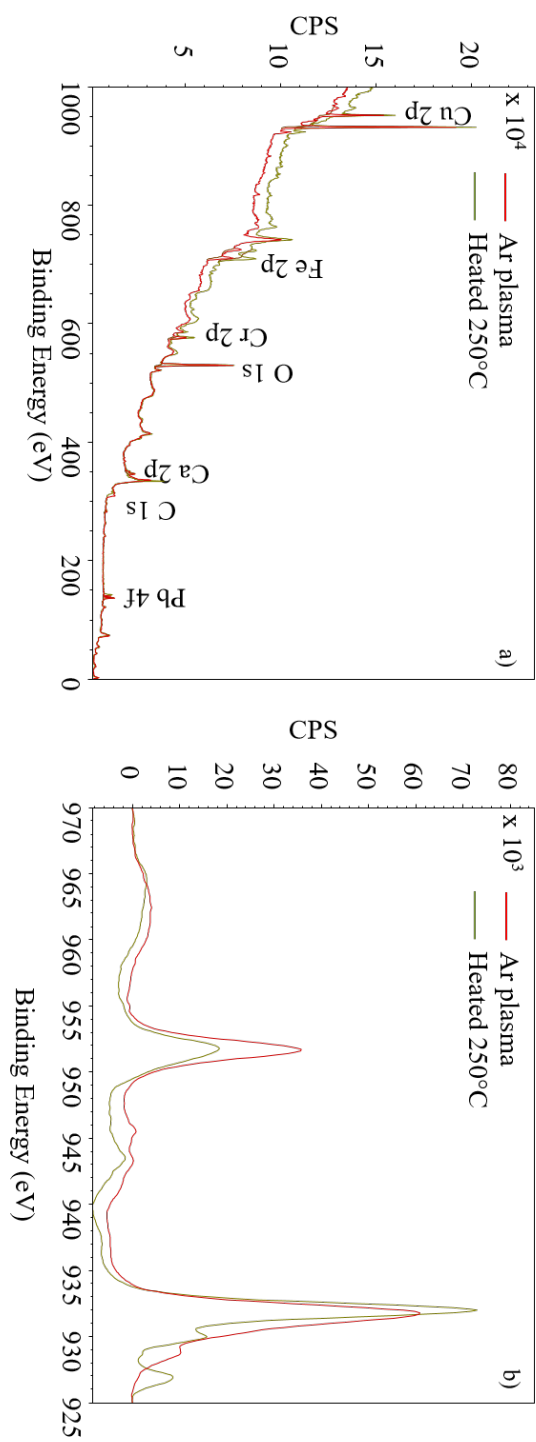 a)
x 10⁴
Ar plasma
Heated 250°C
Cu 2p
Fe 2p
Cr 2p
O 1s
Ca 2p
C 1s
Pb 4f
CPS
5
10
15
20
1000
800
600
400
200
0
Binding Energy (eV)
b)
x 10³
Ar plasma
Heated 250°C
CPS
0
10
20
30
40
50
60
70
80
970
965
960
955
950
945
940
935
930
925
Binding Energy (eV)